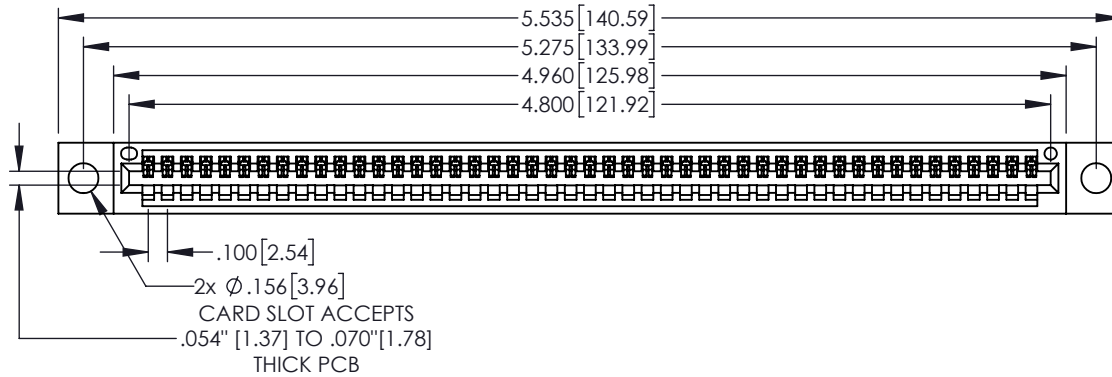 5.535[140.59]
5.275[133.99]
4.960[125.98]
4.800[121.92]
.100[2.54]
2x Ø.156[3.96]
CARD SLOT ACCEPTS
.054" [1.37] TO .070"[1.78]
THICK PCB